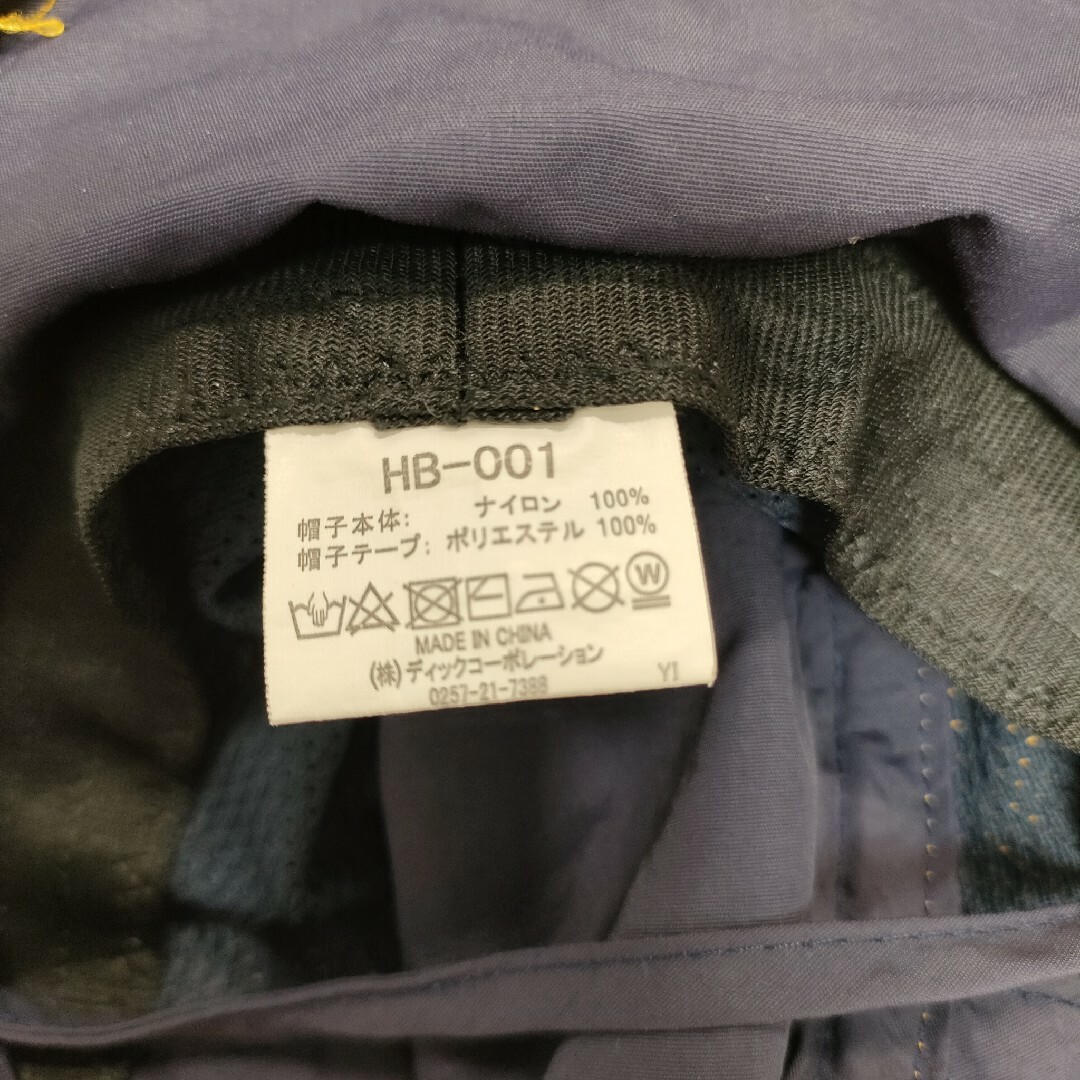 HB-001
帽子本体: ナイロン 100%
帽子テープ: ポリエステル 100%
W
MADE IN CHINA
(株)ディックコーポレーション
0257-21-7388 YI